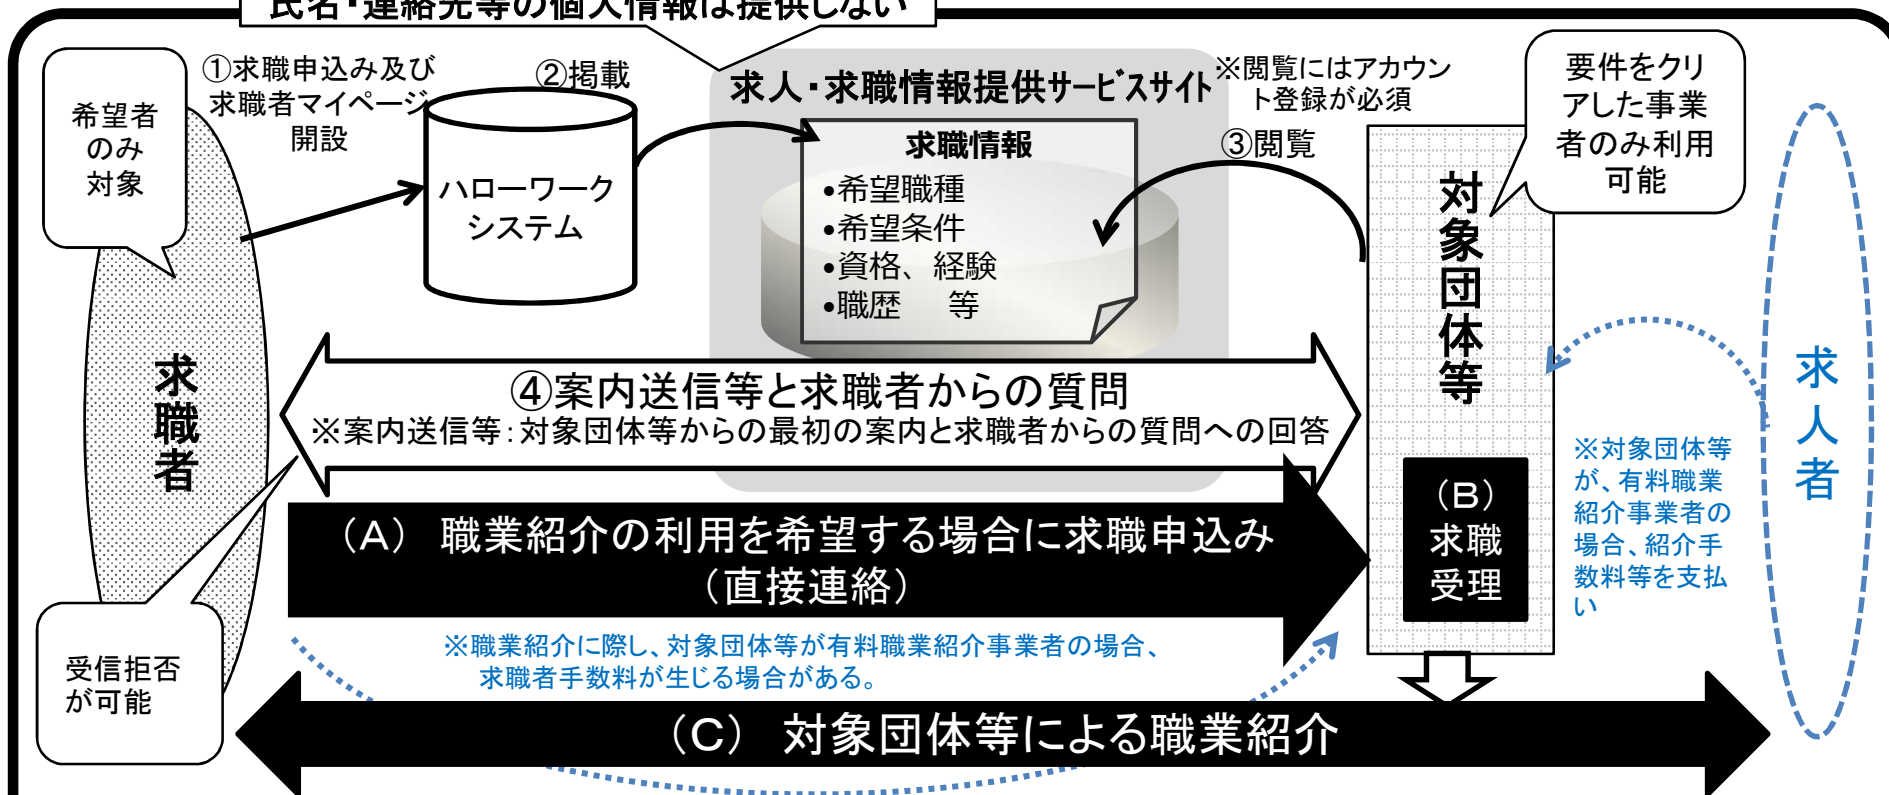 氏名・連絡先等の個人情報は提供しない
希望者
のみ
対象
①求職申込み及び
求職者マイページ
開設
②掲載
ハローワーク
システム
求人・求職情報提供サービスサイト
求職情報
•希望職種
•希望条件
•資格、経験
•職歴　等
※閲覧にはアカウン
ト登録が必須
③閲覧
要件をクリ
アした事業
者のみ利用
可能
対象団体等
求職者
求人者
④案内送信等と求職者からの質問
※案内送信等：対象団体等からの最初の案内と求職者からの質問への回答
（A）　職業紹介の利用を希望する場合に求職申込み
（直接連絡）
（B）
求職
受理
※対象団体等
が、有料職業
紹介事業者の
場合、紹介手
数料等を支払
い
受信拒否
が可能
※職業紹介に際し、対象団体等が有料職業紹介事業者の場合、
求職者手数料が生じる場合がある。
（C）　対象団体等による職業紹介